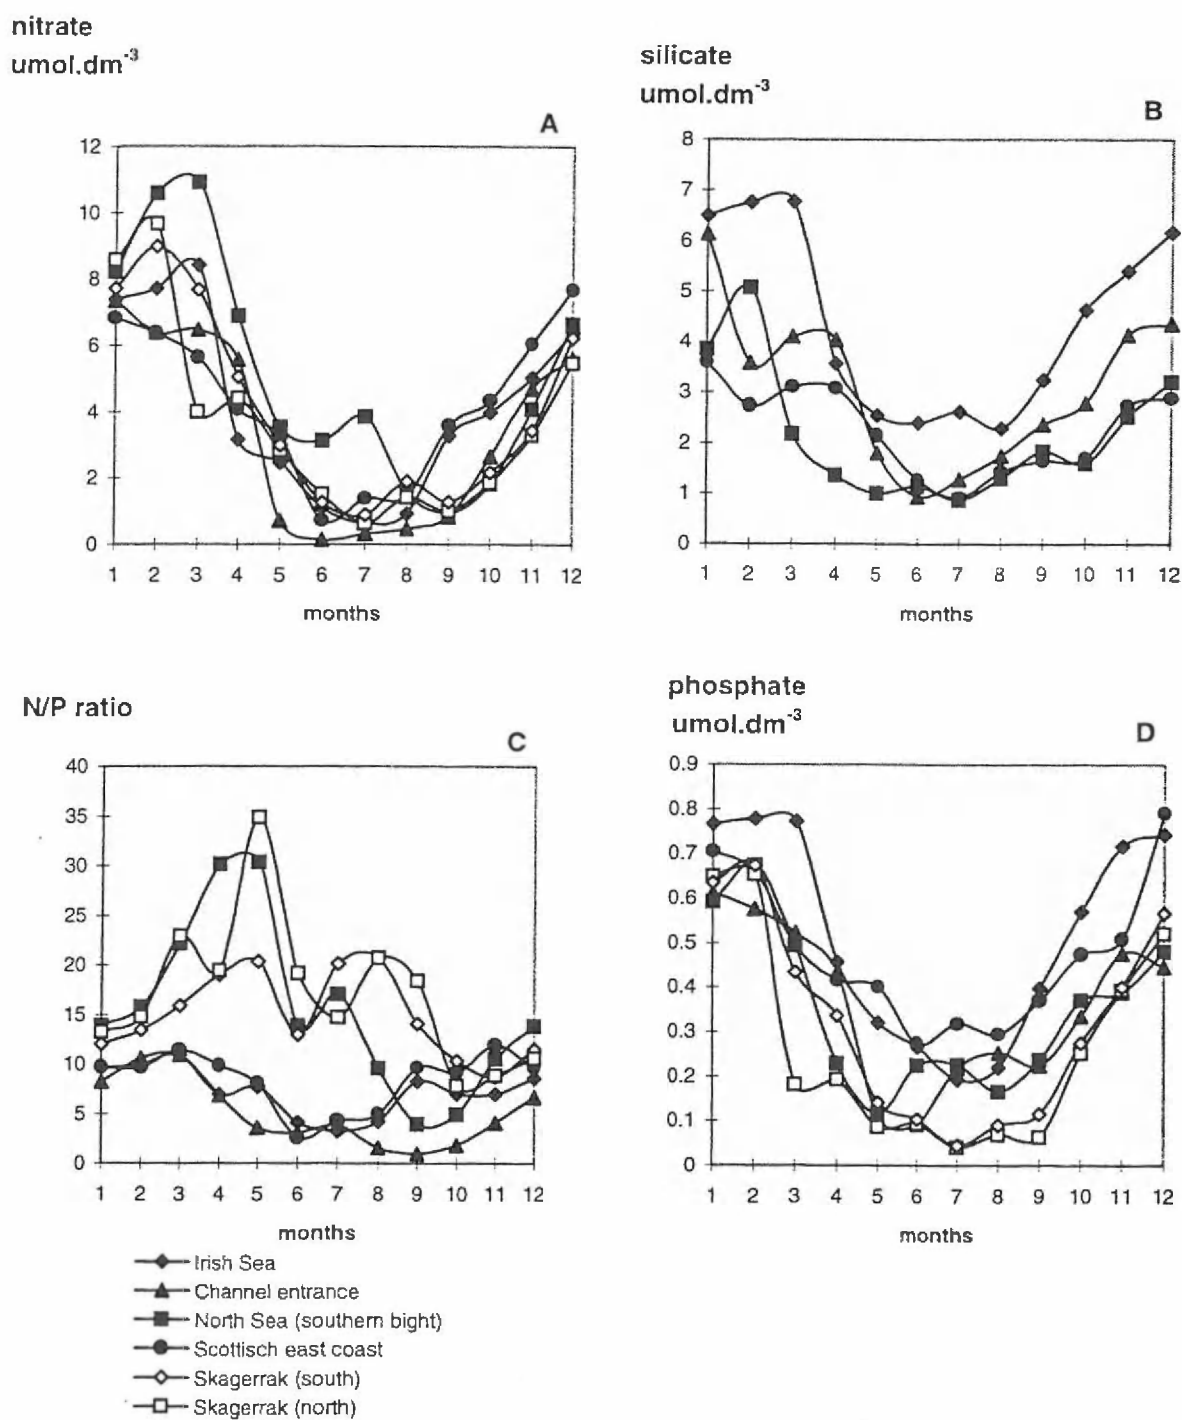 nitrate
umol.dm-3
A
12
10
8
6
4
2
0
1 2 3 4 5 6 7 8 9 10 11 12
months
silicate
umol.dm-3
B
8
7
6
5
4
3
2
1
0
1 2 3 4 5 6 7 8 9 10 11 12
months
N/P ratio
C
40
35
30
25
20
15
10
5
0
1 2 3 4 5 6 7 8 9 10 11 12
months
phosphate
umol.dm-3
D
0.9
0.8
0.7
0.6
0.5
0.4
0.3
0.2
0.1
0
1 2 3 4 5 6 7 8 9 10 11 12
months
Irish Sea
Channel entrance
North Sea (southern bight)
Scottisch east coast
Skagerrak (south)
Skagerrak (north)